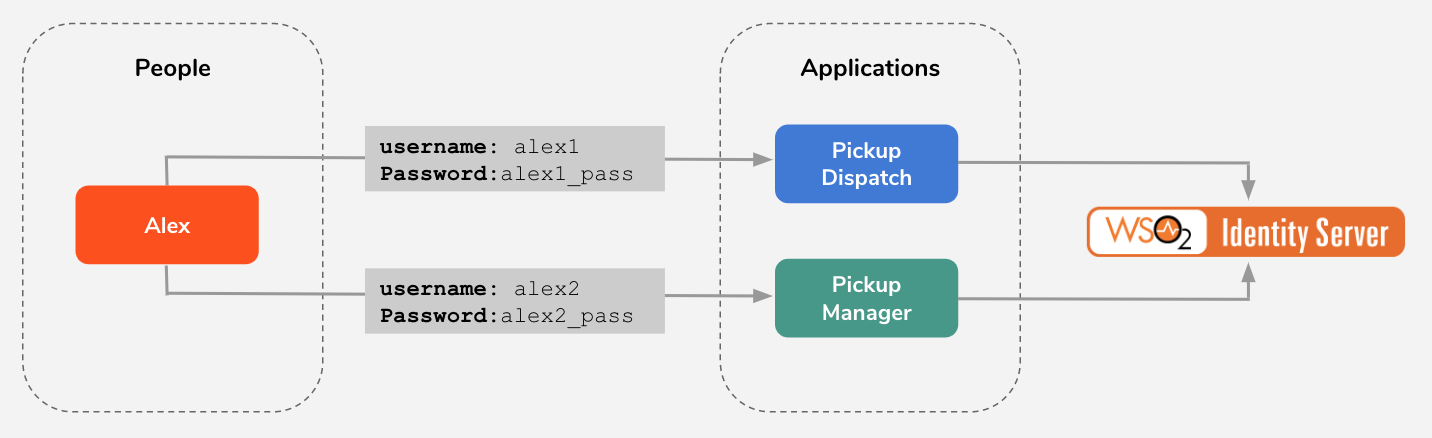 People
Applications
username: alex1
Password:alex1_pass
Pickup
Dispatch
Alex
WSO2 Identity Server
username: alex2
Password:alex2_pass
Pickup
Manager